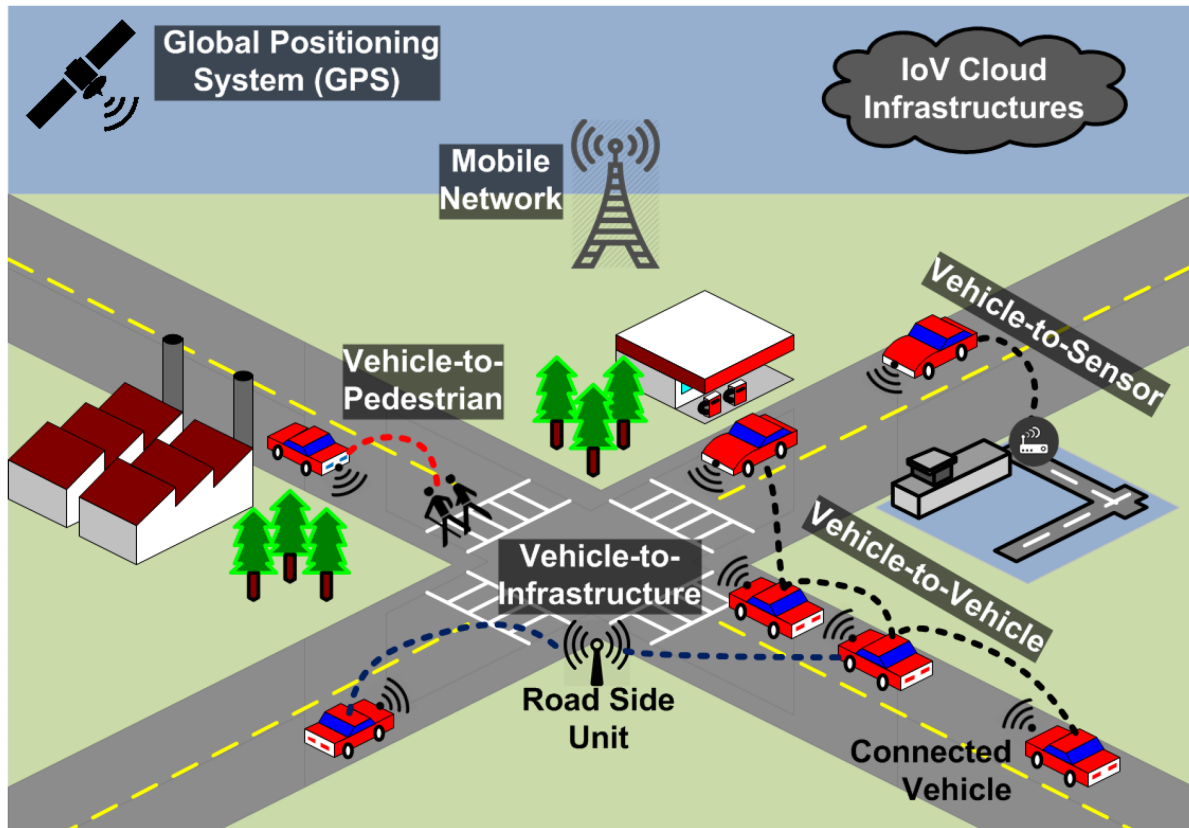 Global Positioning
System (GPS)
IoV Cloud
Infrastructures
Mobile
Network
Vehicle-to-Sensor
Vehicle-to-
Pedestrian
Vehicle-to-
Infrastructure
Vehicle-to-Vehicle
Road Side
Unit
Connected
Vehicle